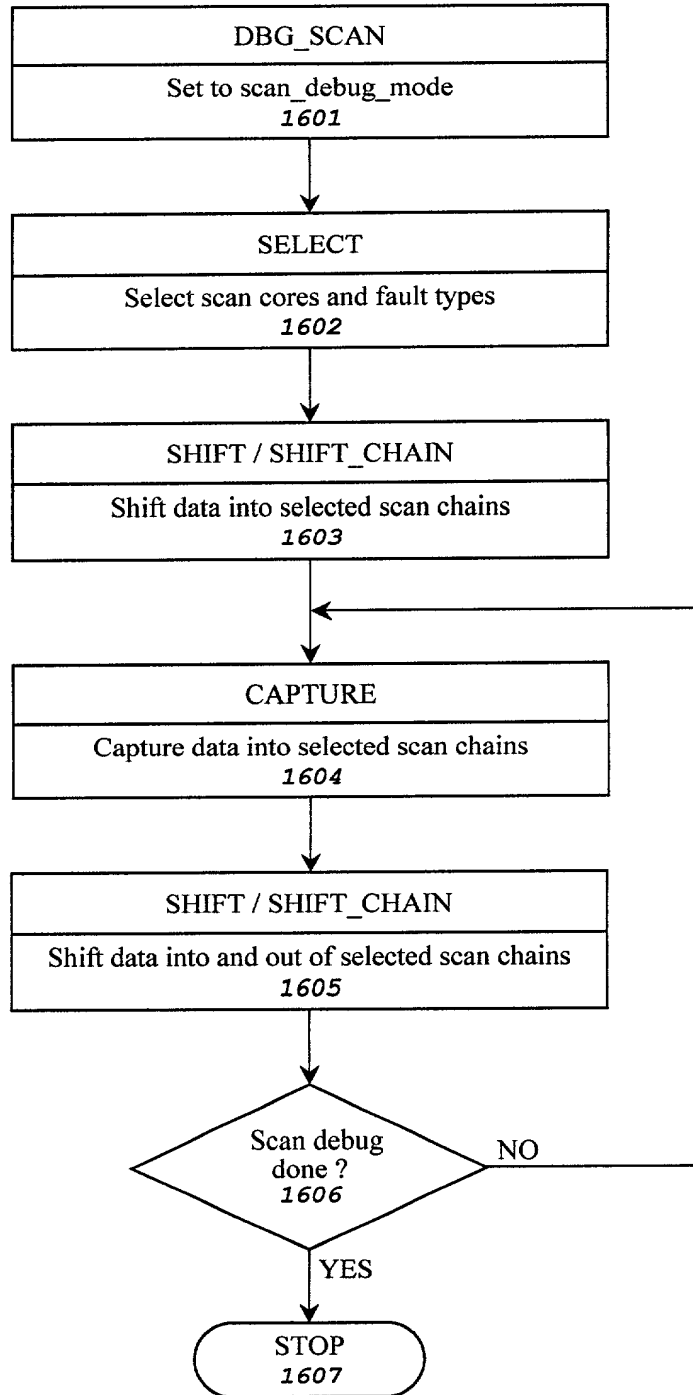 DBG_SCAN
Set to scan_debug_mode
1601
SELECT
Select scan cores and fault types
1602
SHIFT / SHIFT_CHAIN
Shift data into selected scan chains
1603
CAPTURE
Capture data into selected scan chains
1604
SHIFT / SHIFT_CHAIN
Shift data into and out of selected scan chains
1605
Scan debug
done ?
1606
NO
YES
STOP
1607